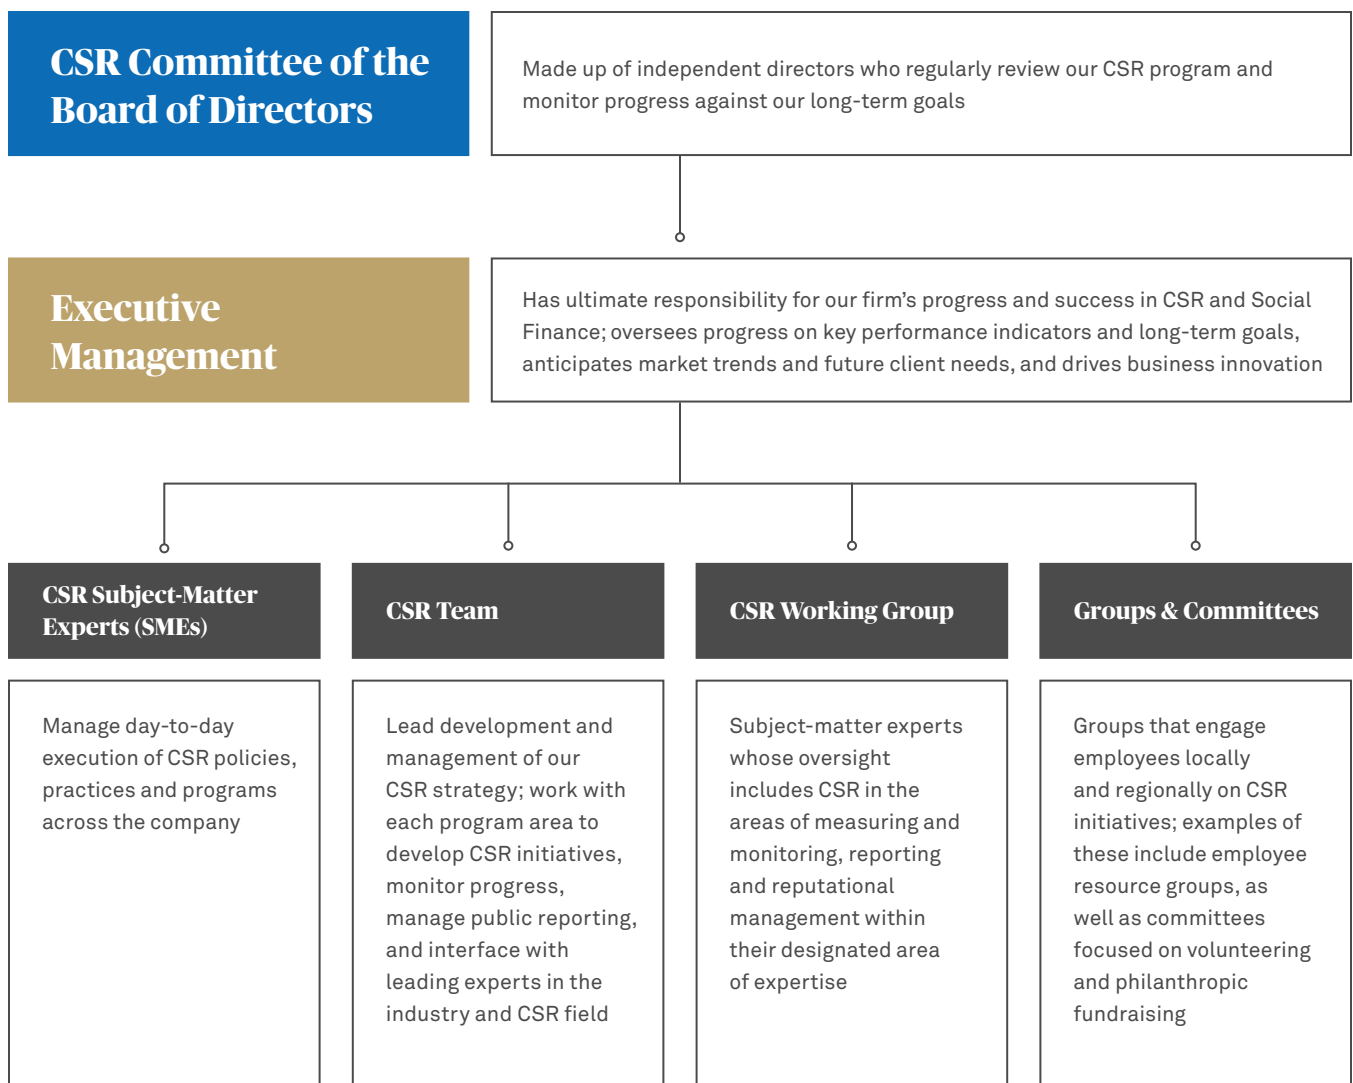 CSR Committee of the
Board of Directors
Made up of independent directors who regularly review our CSR program and
monitor progress against our long-term goals
Executive
Management
Has ultimate responsibility for our firm’s progress and success in CSR and Social
Finance; oversees progress on key performance indicators and long-term goals,
anticipates market trends and future client needs, and drives business innovation
CSR Subject-Matter
Experts (SMEs)
Manage day-to-day
execution of CSR policies,
practices and programs
across the company
CSR Team
Lead development and
management of our
CSR strategy; work with
each program area to
develop CSR initiatives,
monitor progress,
manage public reporting,
and interface with
leading experts in the
industry and CSR field
CSR Working Group
Subject-matter experts
whose oversight
includes CSR in the
areas of measuring and
monitoring, reporting
and reputational
management within
their designated area
of expertise
Groups & Committees
Groups that engage
employees locally
and regionally on CSR
initiatives; examples of
these include employee
resource groups, as
well as committees
focused on volunteering
and philanthropic
fundraising